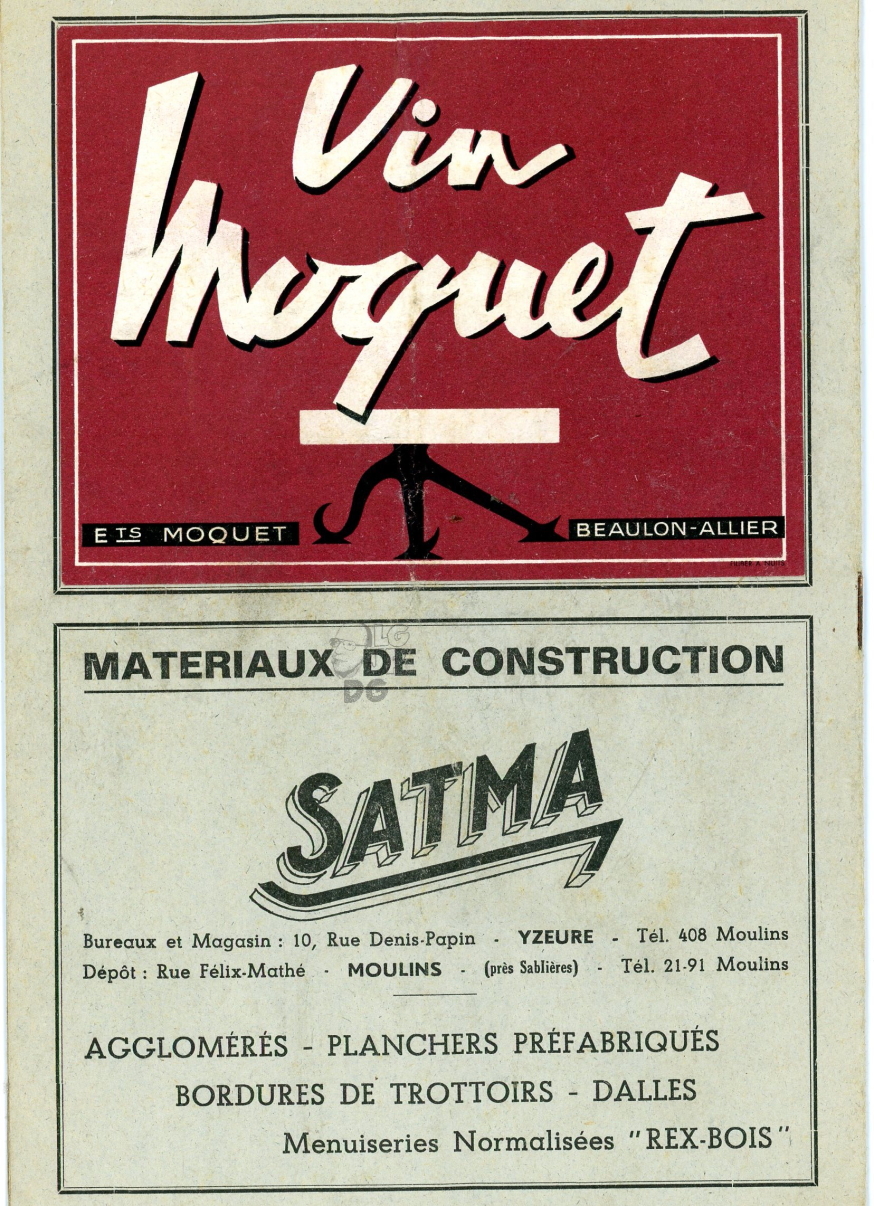 Vin
Moquet
ETS MOQUET
BEAULON-ALLIER
LG
DG
MATERIAUX DE CONSTRUCTION
SATMA
Bureaux et Magasin : 10, Rue Denis-Papin - YZEURE - Tél. 408 Moulins
Dépôt : Rue Félix-Mathé - MOULINS - (près Sablières) - Tél. 21-91 Moulins
AGGLOMÉRÉS - PLANCHERS PRÉFABRIQUÉS
BORDURES DE TROTTOIRS - DALLES
Menuiseries Normalisées "REX-BOIS"